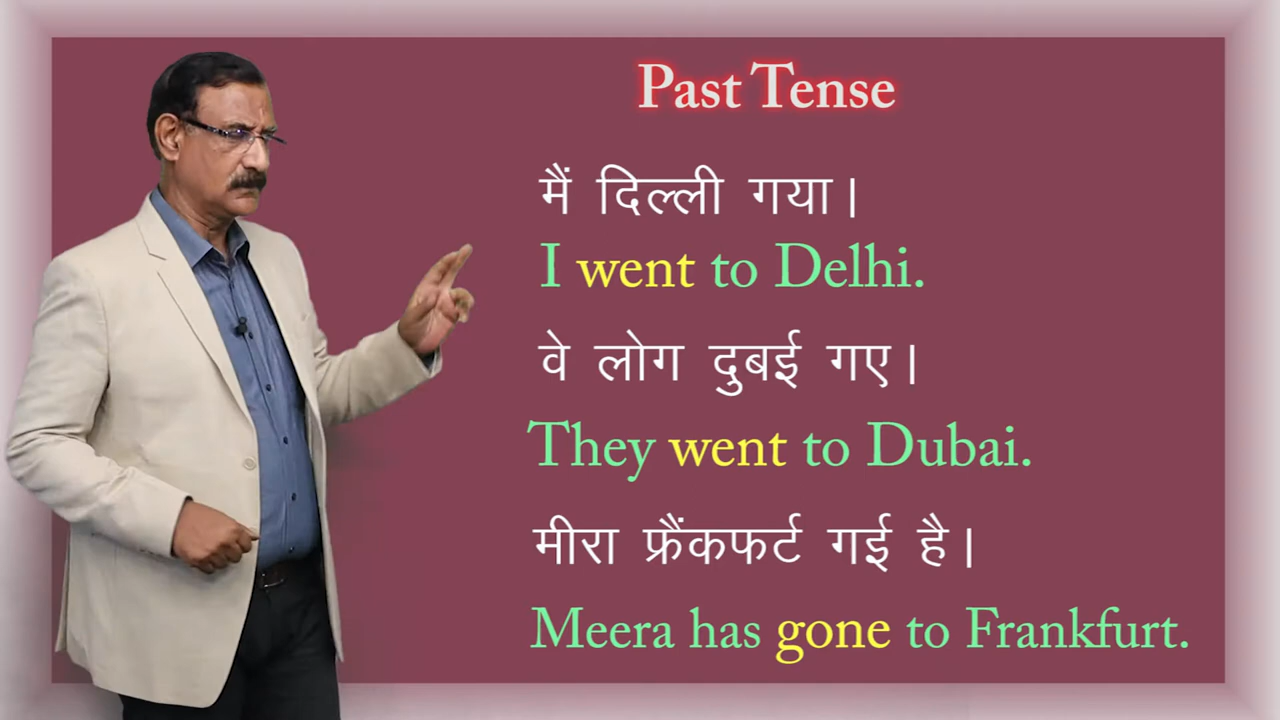 Past Tense
मैं दिल्ली गया।
I went to Delhi.
वे लोग दुबई गए।
They went to Dubai.
मीरा फ्रैंकफर्ट गई है।
Meera has gone to Frankfurt.